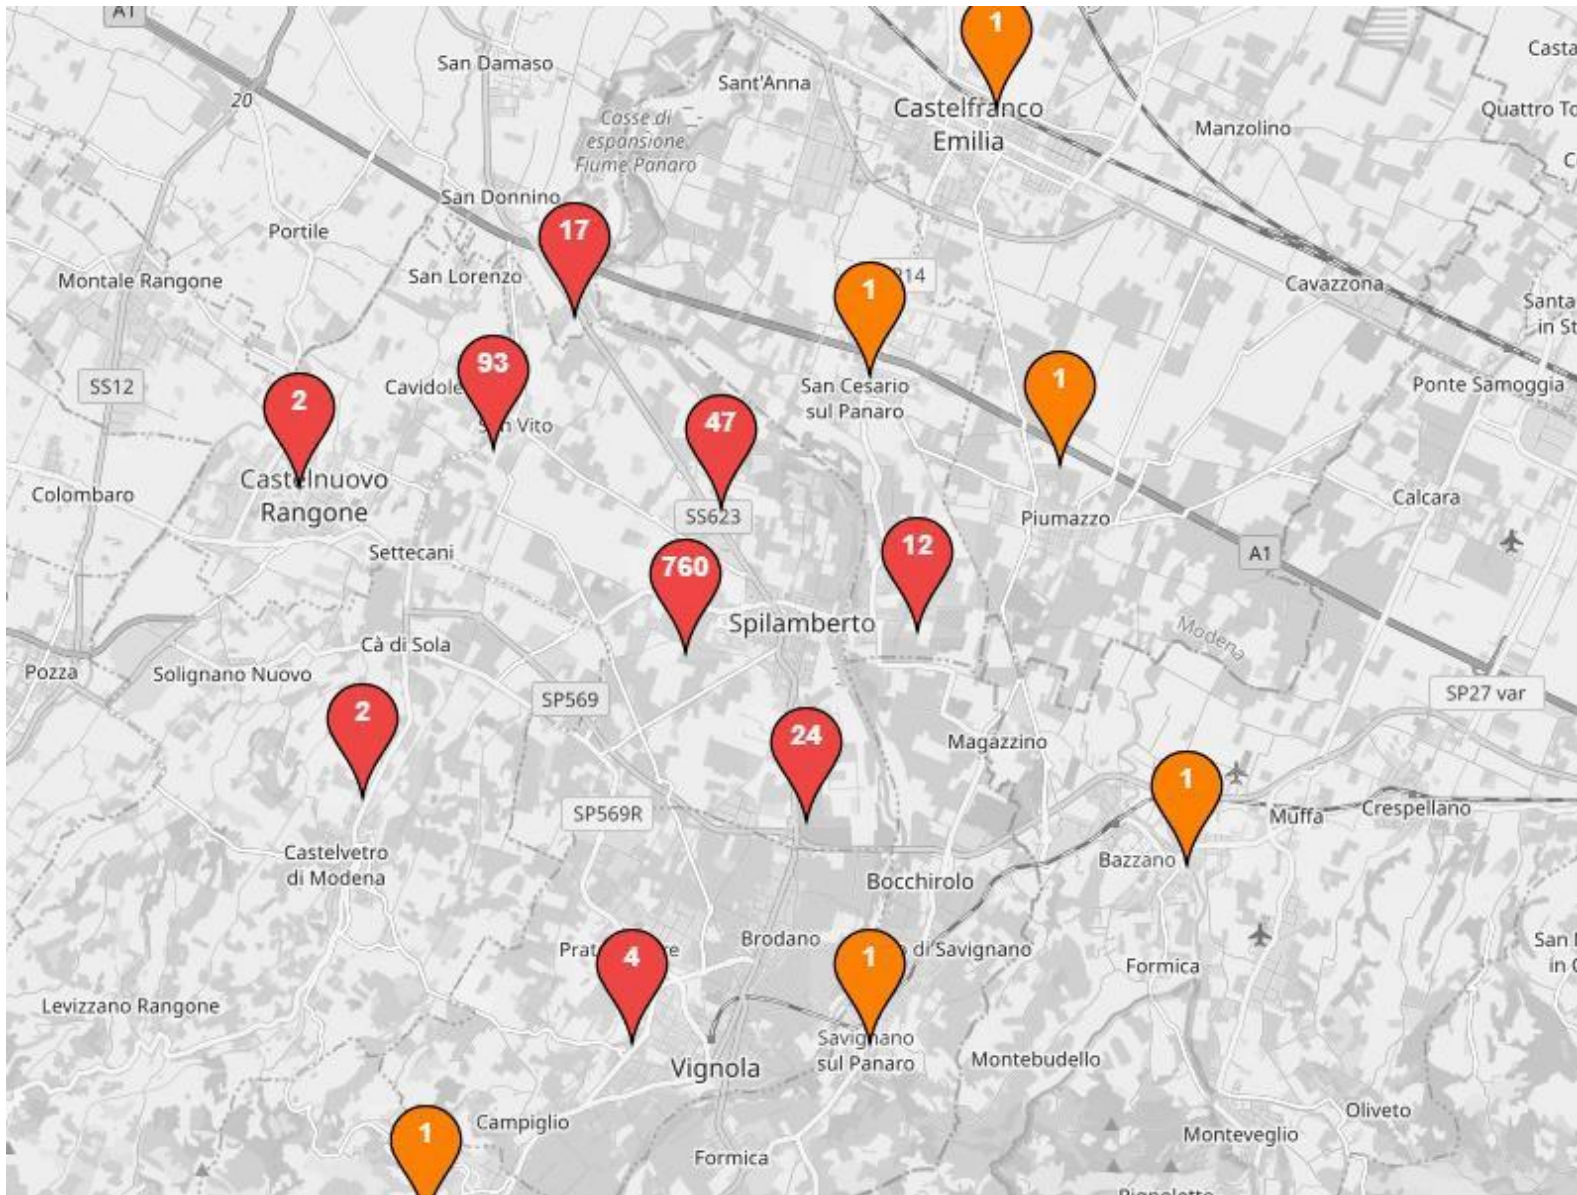 A1
1
Casta
San Damaso
Sant'Anna
20
Castelfranco
Emilia
Quattro To
Casse di
espansione
Fiume Panaro
Manzolino
San Donnino
Portile
17
San Lorenzo
Montale Rangone
1
Cavazzona
Santa
in St
93
SS12
Cavidole
San Vito
2
47
San Cesario
sul Panaro
1
Ponte Samoggia
Castelnuovo
Rangone
Colombaro
SS623
Piumazzo
Calcara
Settecani
760
12
A1
Spilamberto
Modena
Cà di Sola
Pozza
Solignano Nuovo
SP569
SP27 var
2
24
Magazzino
1
SP569R
Muffa
Crespellano
Castelvetro
di Modena
Bazzano
Bocchirolo
4
Brodano
1
di Savignano
San
in
Formica
Levizzano Rangone
Savignano
sul Panaro
Vignola
Montebudello
1
Campiglio
Oliveto
Monteveglio
Formica